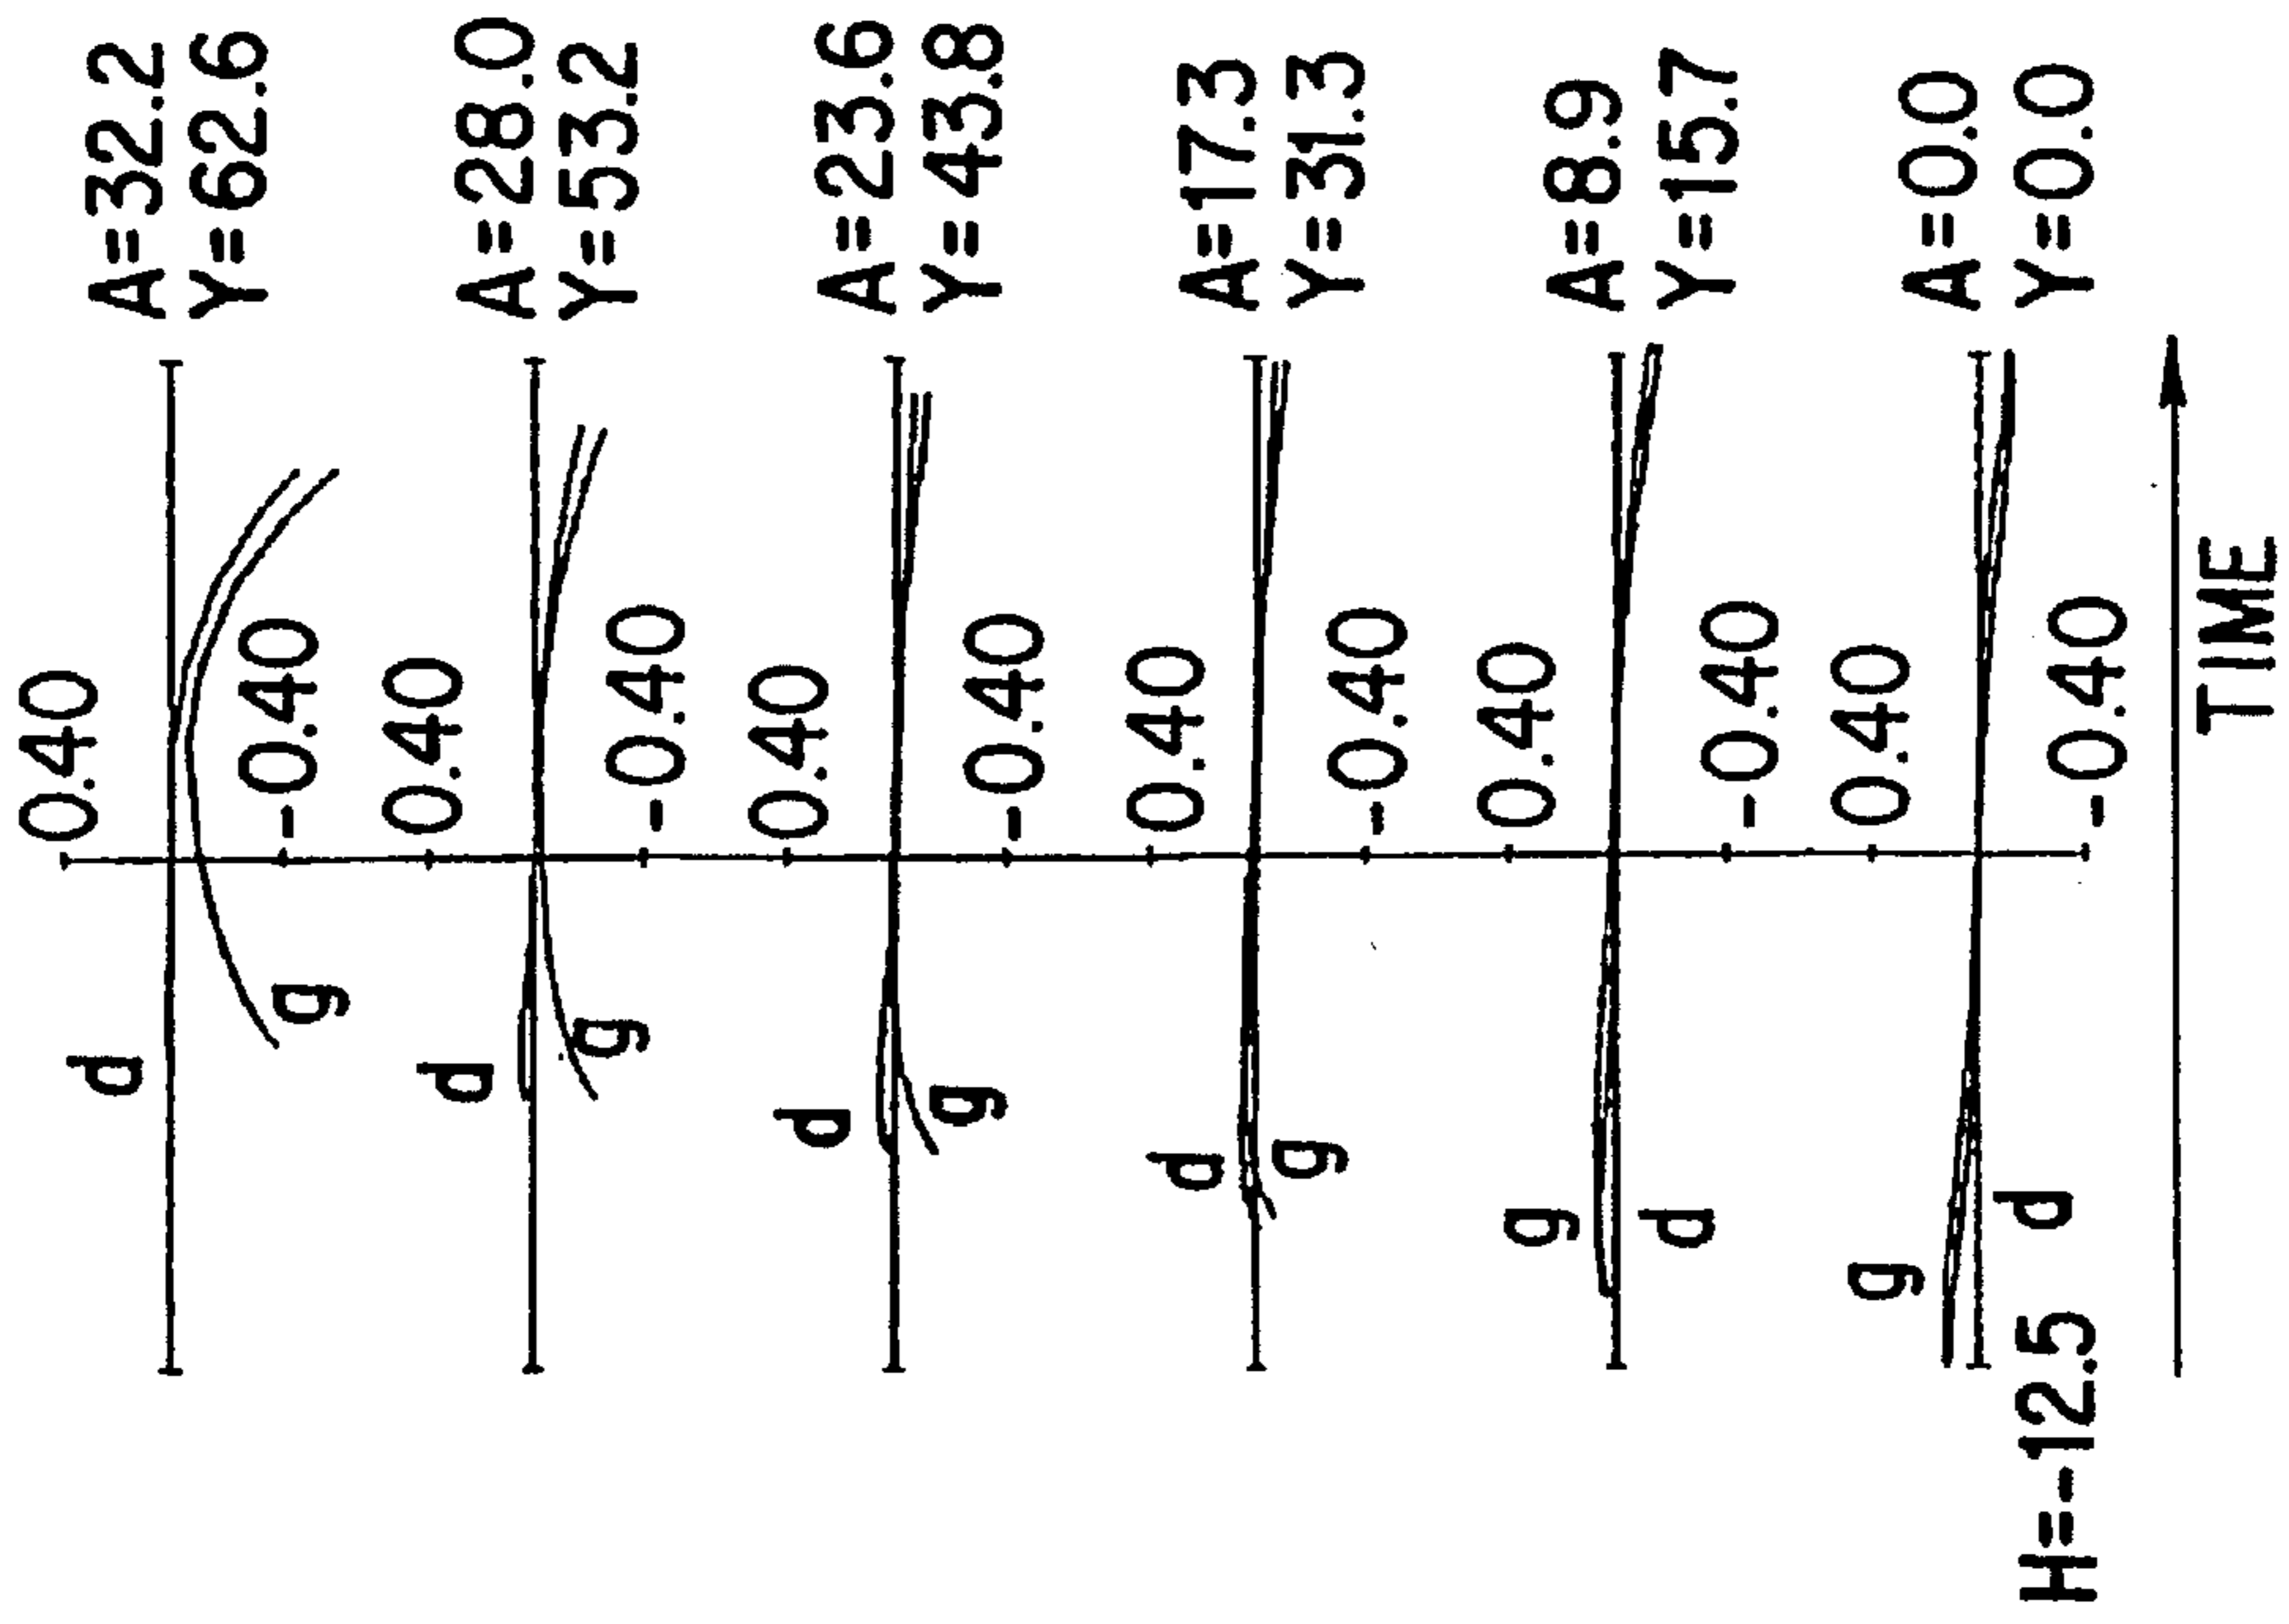 0.40
A=32.2
Y=62.6
d
g
-0.40
0.40
A=28.0
Y=53.2
d
g
-0.40
0.40
A=23.6
Y=43.8
d
g
-0.40
0.40
A=17.3
Y=31.3
d
g
-0.40
0.40
A=8.9
Y=15.7
g
d
-0.40
0.40
A=0.0
Y=0.0
g
d
-0.40
H=-12.5
TIME